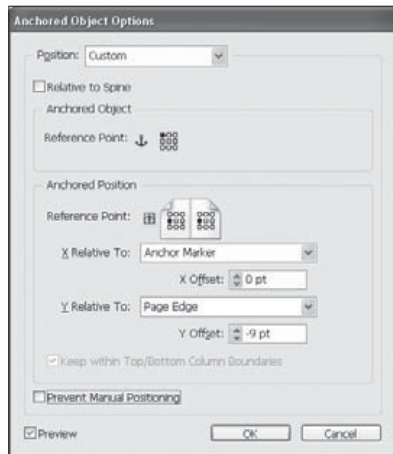 Anchored Object Options
Position: Custom
Relative to Spine
Anchored Object
Reference Point:
Anchored Position
Reference Point:
X Relative To: Anchor Marker
X Offset: 0 pt
Y Relative To: Page Edge
Y Offset: -9 pt
Keep within Top/Bottom Column Boundaries
Prevent Manual Positioning
Preview OK Cancel